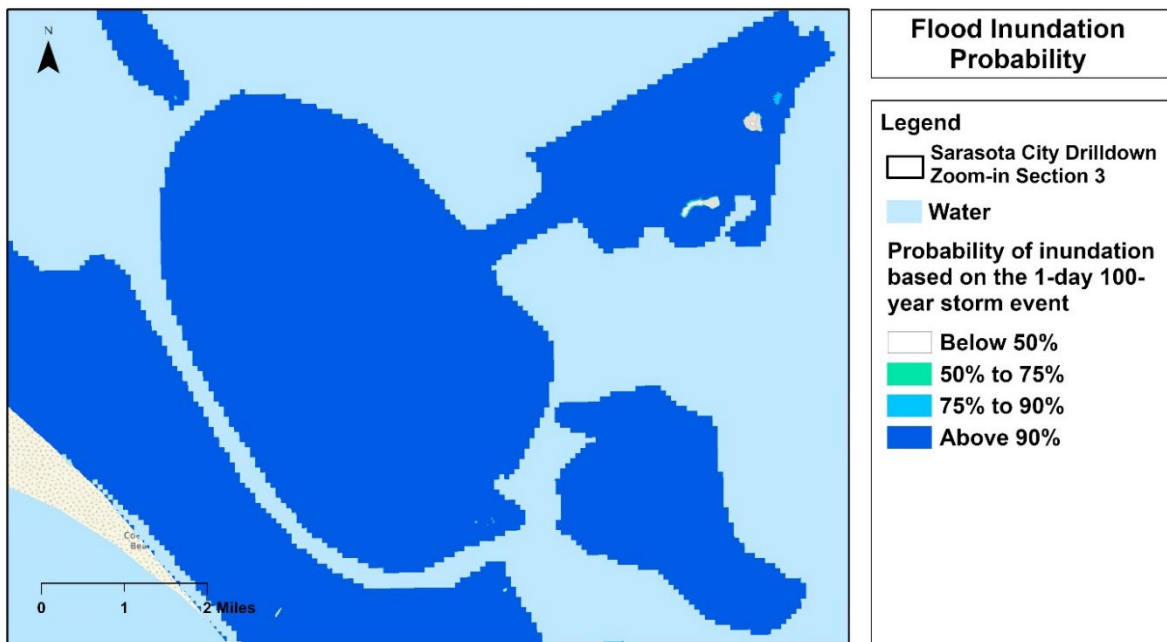 N
Co
Bea
0 1 2 Miles
Flood Inundation
Probability
Legend
Sarasota City Drilldown
Zoom-in Section 3
Water
Probability of inundation
based on the 1-day 100-
year storm event
Below 50%
50% to 75%
75% to 90%
Above 90%